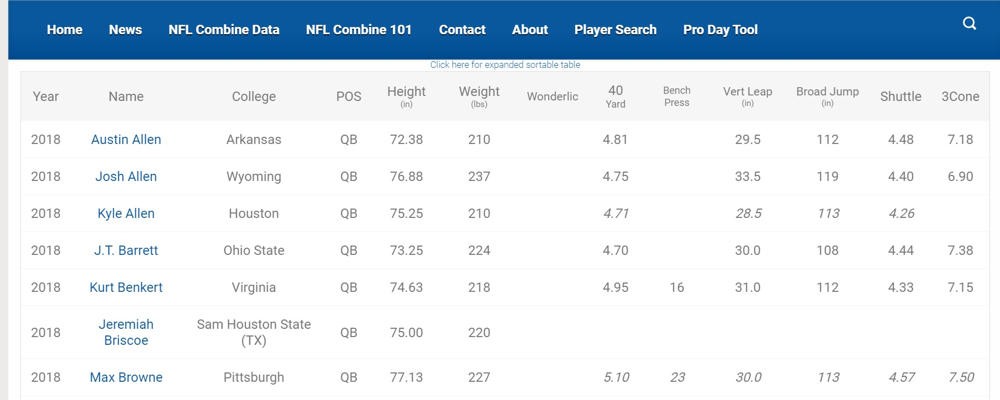 Home News NFL Combine Data NFL Combine 101 Contact About Player Search Pro Day Tool
Click here for expanded sortable table
Year Name College POS Height (in) Weight (lbs) Wonderlic 40 Yard Bench Press Vert Leap (in) Broad Jump (in) Shuttle 3Cone
2018 Austin Allen Arkansas QB 72.38 210 4.81 29.5 112 4.48 7.18
2018 Josh Allen Wyoming QB 76.88 237 4.75 33.5 119 4.40 6.90
2018 Kyle Allen Houston QB 75.25 210 4.71 28.5 113 4.26
2018 J.T. Barrett Ohio State QB 73.25 224 4.70 30.0 108 4.44 7.38
2018 Kurt Benkert Virginia QB 74.63 218 4.95 16 31.0 112 4.33 7.15
2018 Jeremiah Briscoe Sam Houston State (TX) QB 75.00 220
2018 Max Browne Pittsburgh QB 77.13 227 5.10 23 30.0 113 4.57 7.50